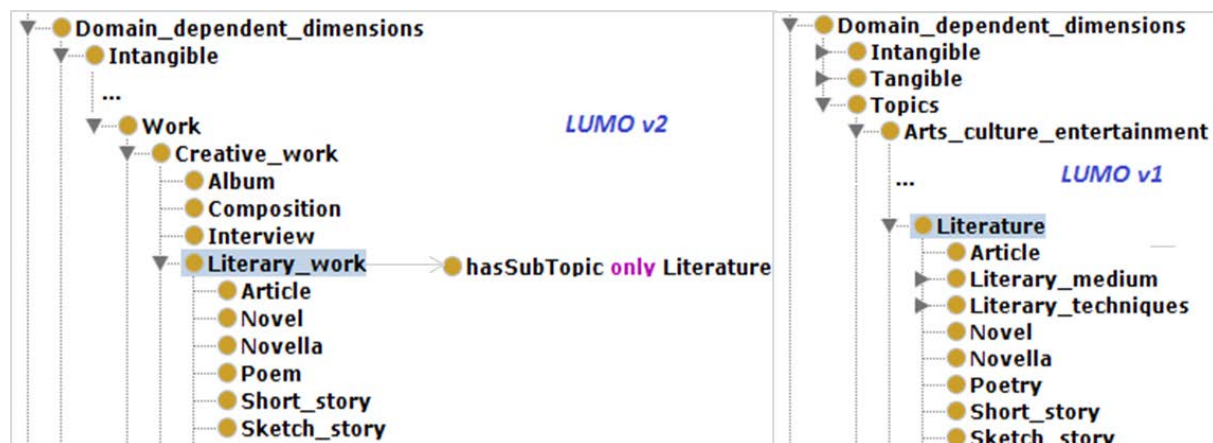 Domain_dependent_dimensions
Intangible
...
Work
LUMO v2
Creative_work
Album
Composition
Interview
Literary_work
hasSubTopic only Literature
Article
Novel
Novella
Poem
Short_story
Sketch_story
Domain_dependent_dimensions
Intangible
Tangible
Topics
Arts_culture_entertainment
...
LUMO v1
Literature
Article
Literary_medium
Literary_techniques
Novel
Novella
Poetry
Short_story
Sketch_story